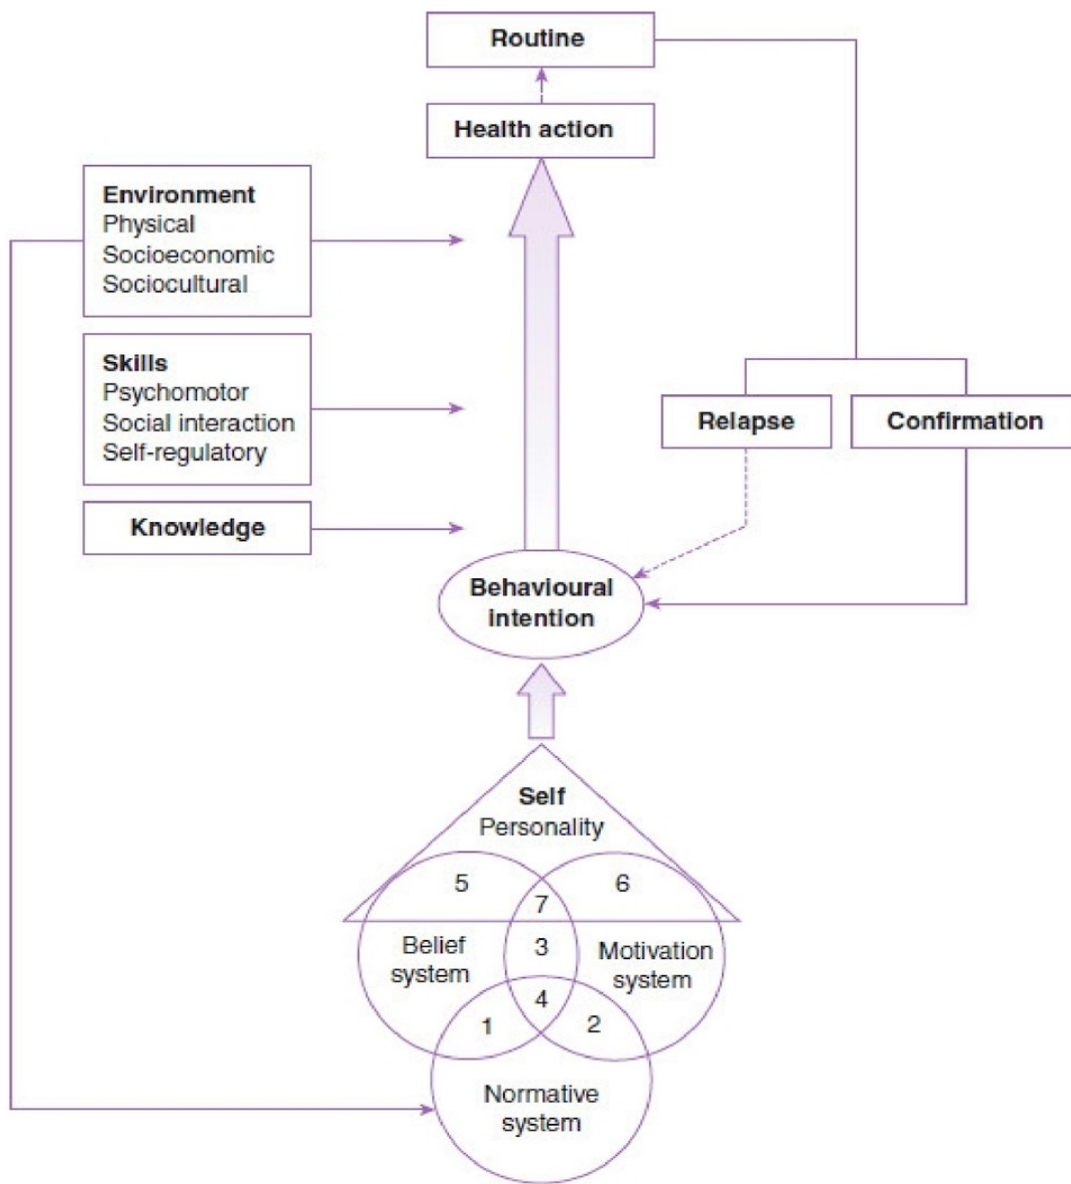 Routine
Health action
Environment
Physical
Socioeconomic
Sociocultural
Skills
Psychomotor
Social interaction
Self-regulatory
Relapse
Confirmation
Knowledge
Behavioural
intention
Self
Personality
5
6
7
Belief
system
3
Motivation
system
4
1
2
Normative
system